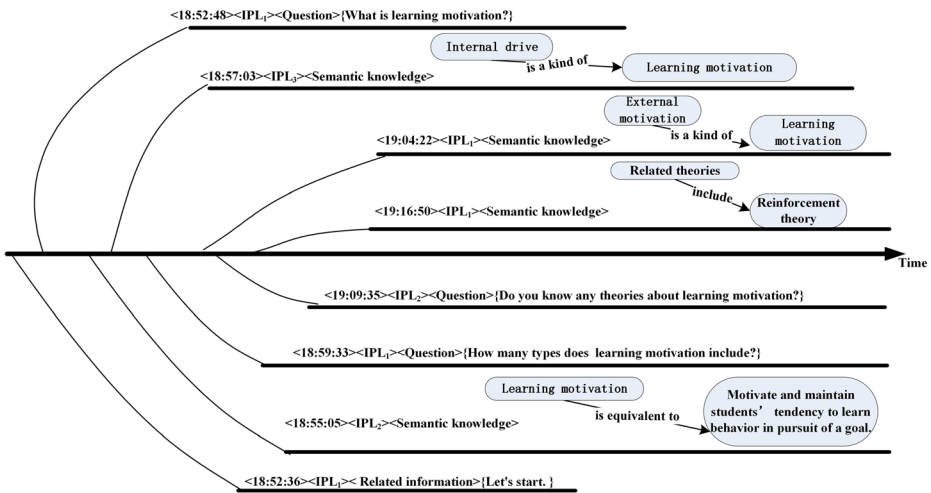 <18:52:48><IPL₁><Question>{What is learning motivation?}
Internal drive
is a kind of
Learning motivation
<18:57:03><IPL₃><Semantic knowledge>
External
motivation
is a kind of
Learning
motivation
<19:04:22><IPL₁><Semantic knowledge>
Related theories
include
Reinforcement
theory
<19:16:50><IPL₁><Semantic knowledge>
Time
<19:09:35><IPL₂><Question>{Do you know any theories about learning motivation?}
<18:59:33><IPL₁><Question>{How many types does learning motivation include?}
Learning motivation
is equivalent to
Motivate and maintain
students’ tendency to learn
behavior in pursuit of a goal.
<18:55:05><IPL₂><Semantic knowledge>
<18:52:36><IPL₁>< Related information>{Let's start. }